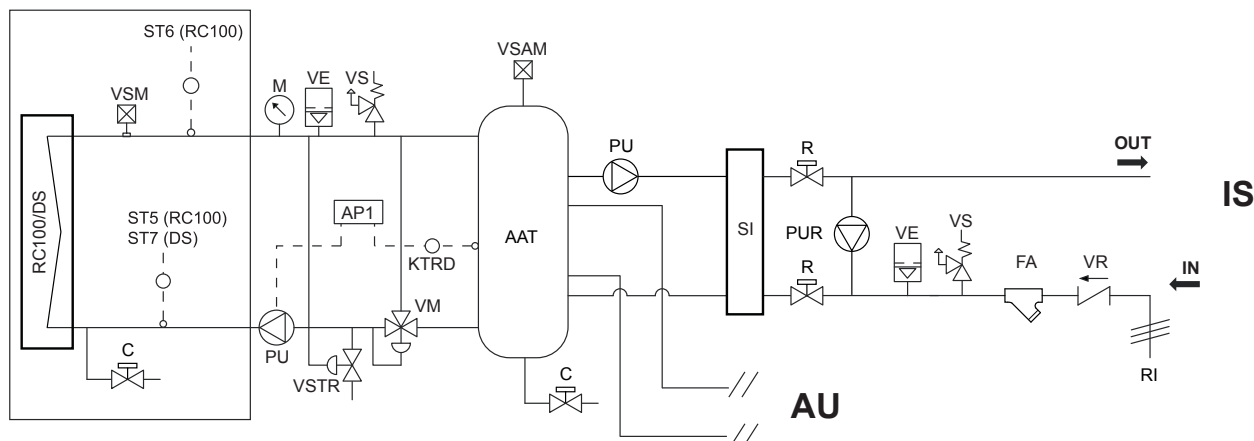 ST6 (RC100)
VSM
M
VE
VS
VSAM
RC100/DS
ST5 (RC100)
ST7 (DS)
AP1
KTRD
AAT
PU
SI
R
OUT
IS
PUR
R
VE
VS
FA
VR
IN
RI
C
PU
VSTR
VM
C
AU